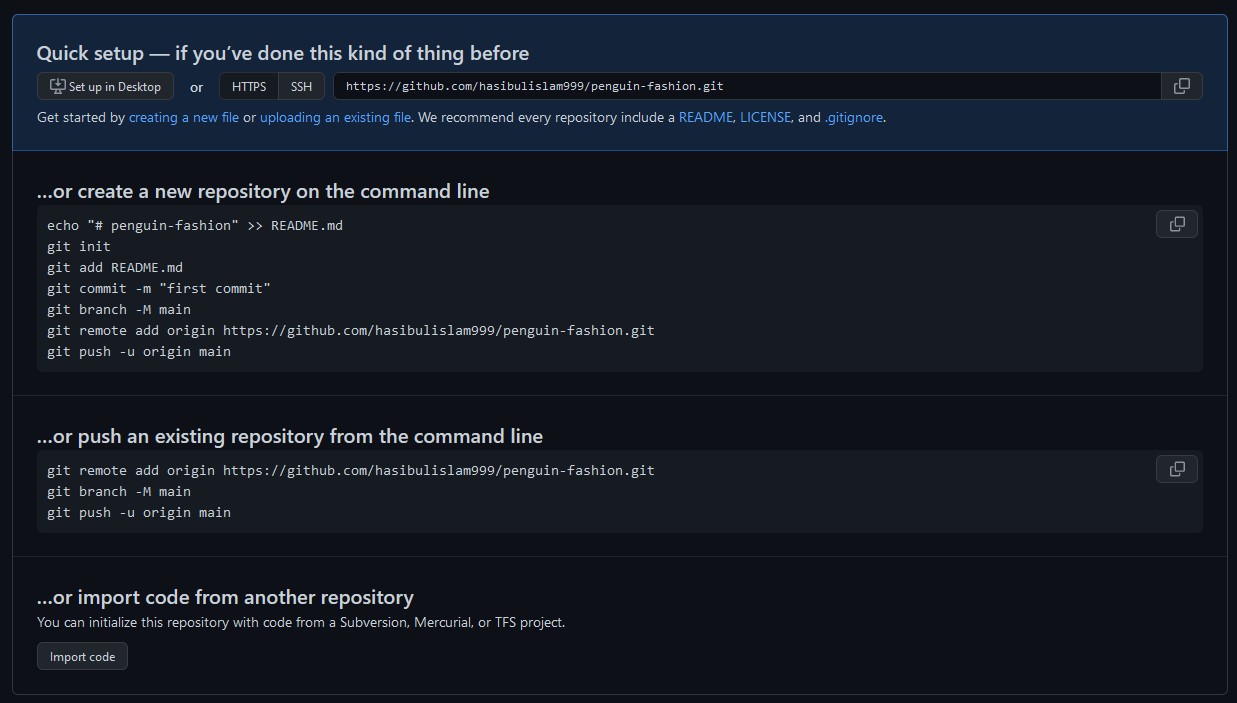 Quick setup — if you’ve done this kind of thing before
Set up in Desktop or HTTPS SSH https://github.com/hasibulislam999/penguin-fashion.git
Get started by creating a new file or uploading an existing file. We recommend every repository include a README, LICENSE, and .gitignore.
…or create a new repository on the command line
echo "# penguin-fashion" >> README.md
git init
git add README.md
git commit -m "first commit"
git branch -M main
git remote add origin https://github.com/hasibulislam999/penguin-fashion.git
git push -u origin main
…or push an existing repository from the command line
git remote add origin https://github.com/hasibulislam999/penguin-fashion.git
git branch -M main
git push -u origin main
…or import code from another repository
You can initialize this repository with code from a Subversion, Mercurial, or TFS project.
Import code